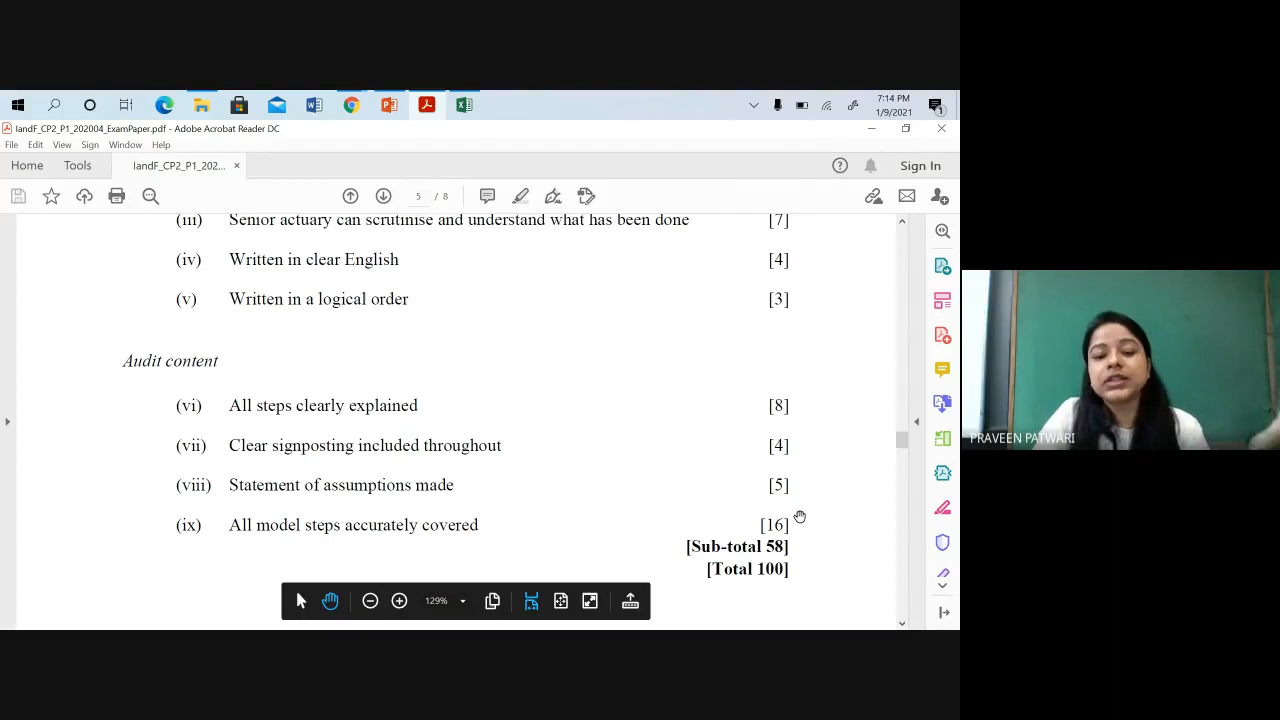 7:14 PM
1/9/2021
IandF_CP2_P1_202004_ExamPaper.pdf - Adobe Acrobat Reader DC
File Edit View Sign Window Help
Home Tools IandF_CP2_P1_202... × Sign In
5 / 8
(iii) Senior actuary can scrutinise and understand what has been done [7]
(iv) Written in clear English [4]
(v) Written in a logical order [3]
Audit content
(vi) All steps clearly explained [8]
(vii) Clear signposting included throughout [4]
(viii) Statement of assumptions made [5]
(ix) All model steps accurately covered [16]
[Sub-total 58]
[Total 100]
129%
PRAVEEN PATWARI